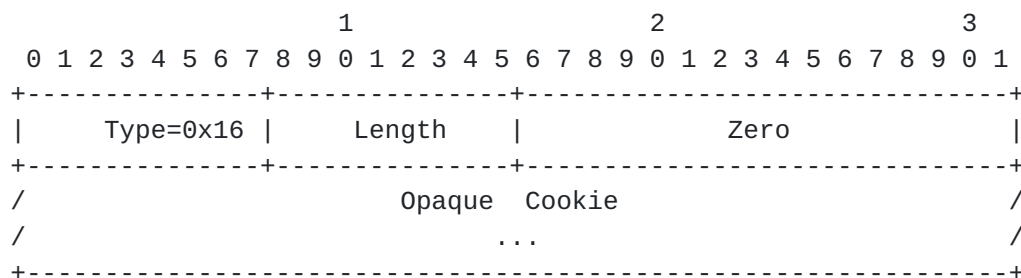 1                   2                   3
 0 1 2 3 4 5 6 7 8 9 0 1 2 3 4 5 6 7 8 9 0 1 2 3 4 5 6 7 8 9 0 1
+---------------+---------------+-------------------------------+
|     Type=0x16 |     Length    |             Zero              |
+---------------+---------------+-------------------------------+
/                        Opaque  Cookie                         /
/                              ...                              /
+---------------------------------------------------------------+